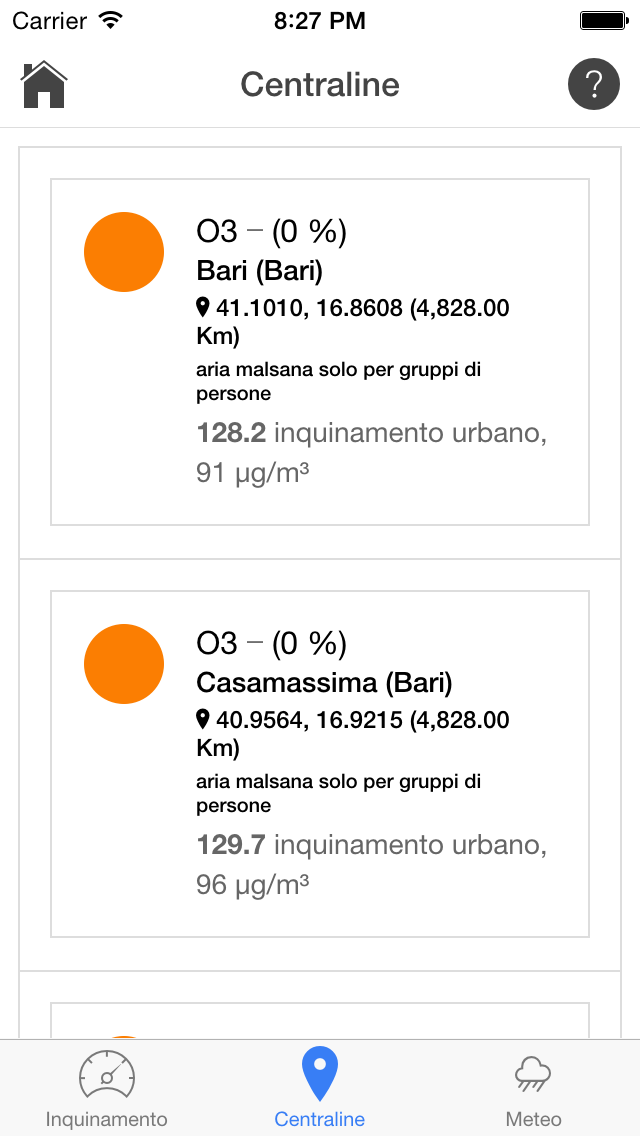 Carrier 8:27 PM
Centraline ?
O3 – (0 %)
Bari (Bari)
41.1010, 16.8608 (4,828.00
Km)
aria malsana solo per gruppi di
persone
128.2 inquinamento urbano,
91 µg/m³
O3 – (0 %)
Casamassima (Bari)
40.9564, 16.9215 (4,828.00
Km)
aria malsana solo per gruppi di
persone
129.7 inquinamento urbano,
96 µg/m³
Inquinamento Centraline Meteo